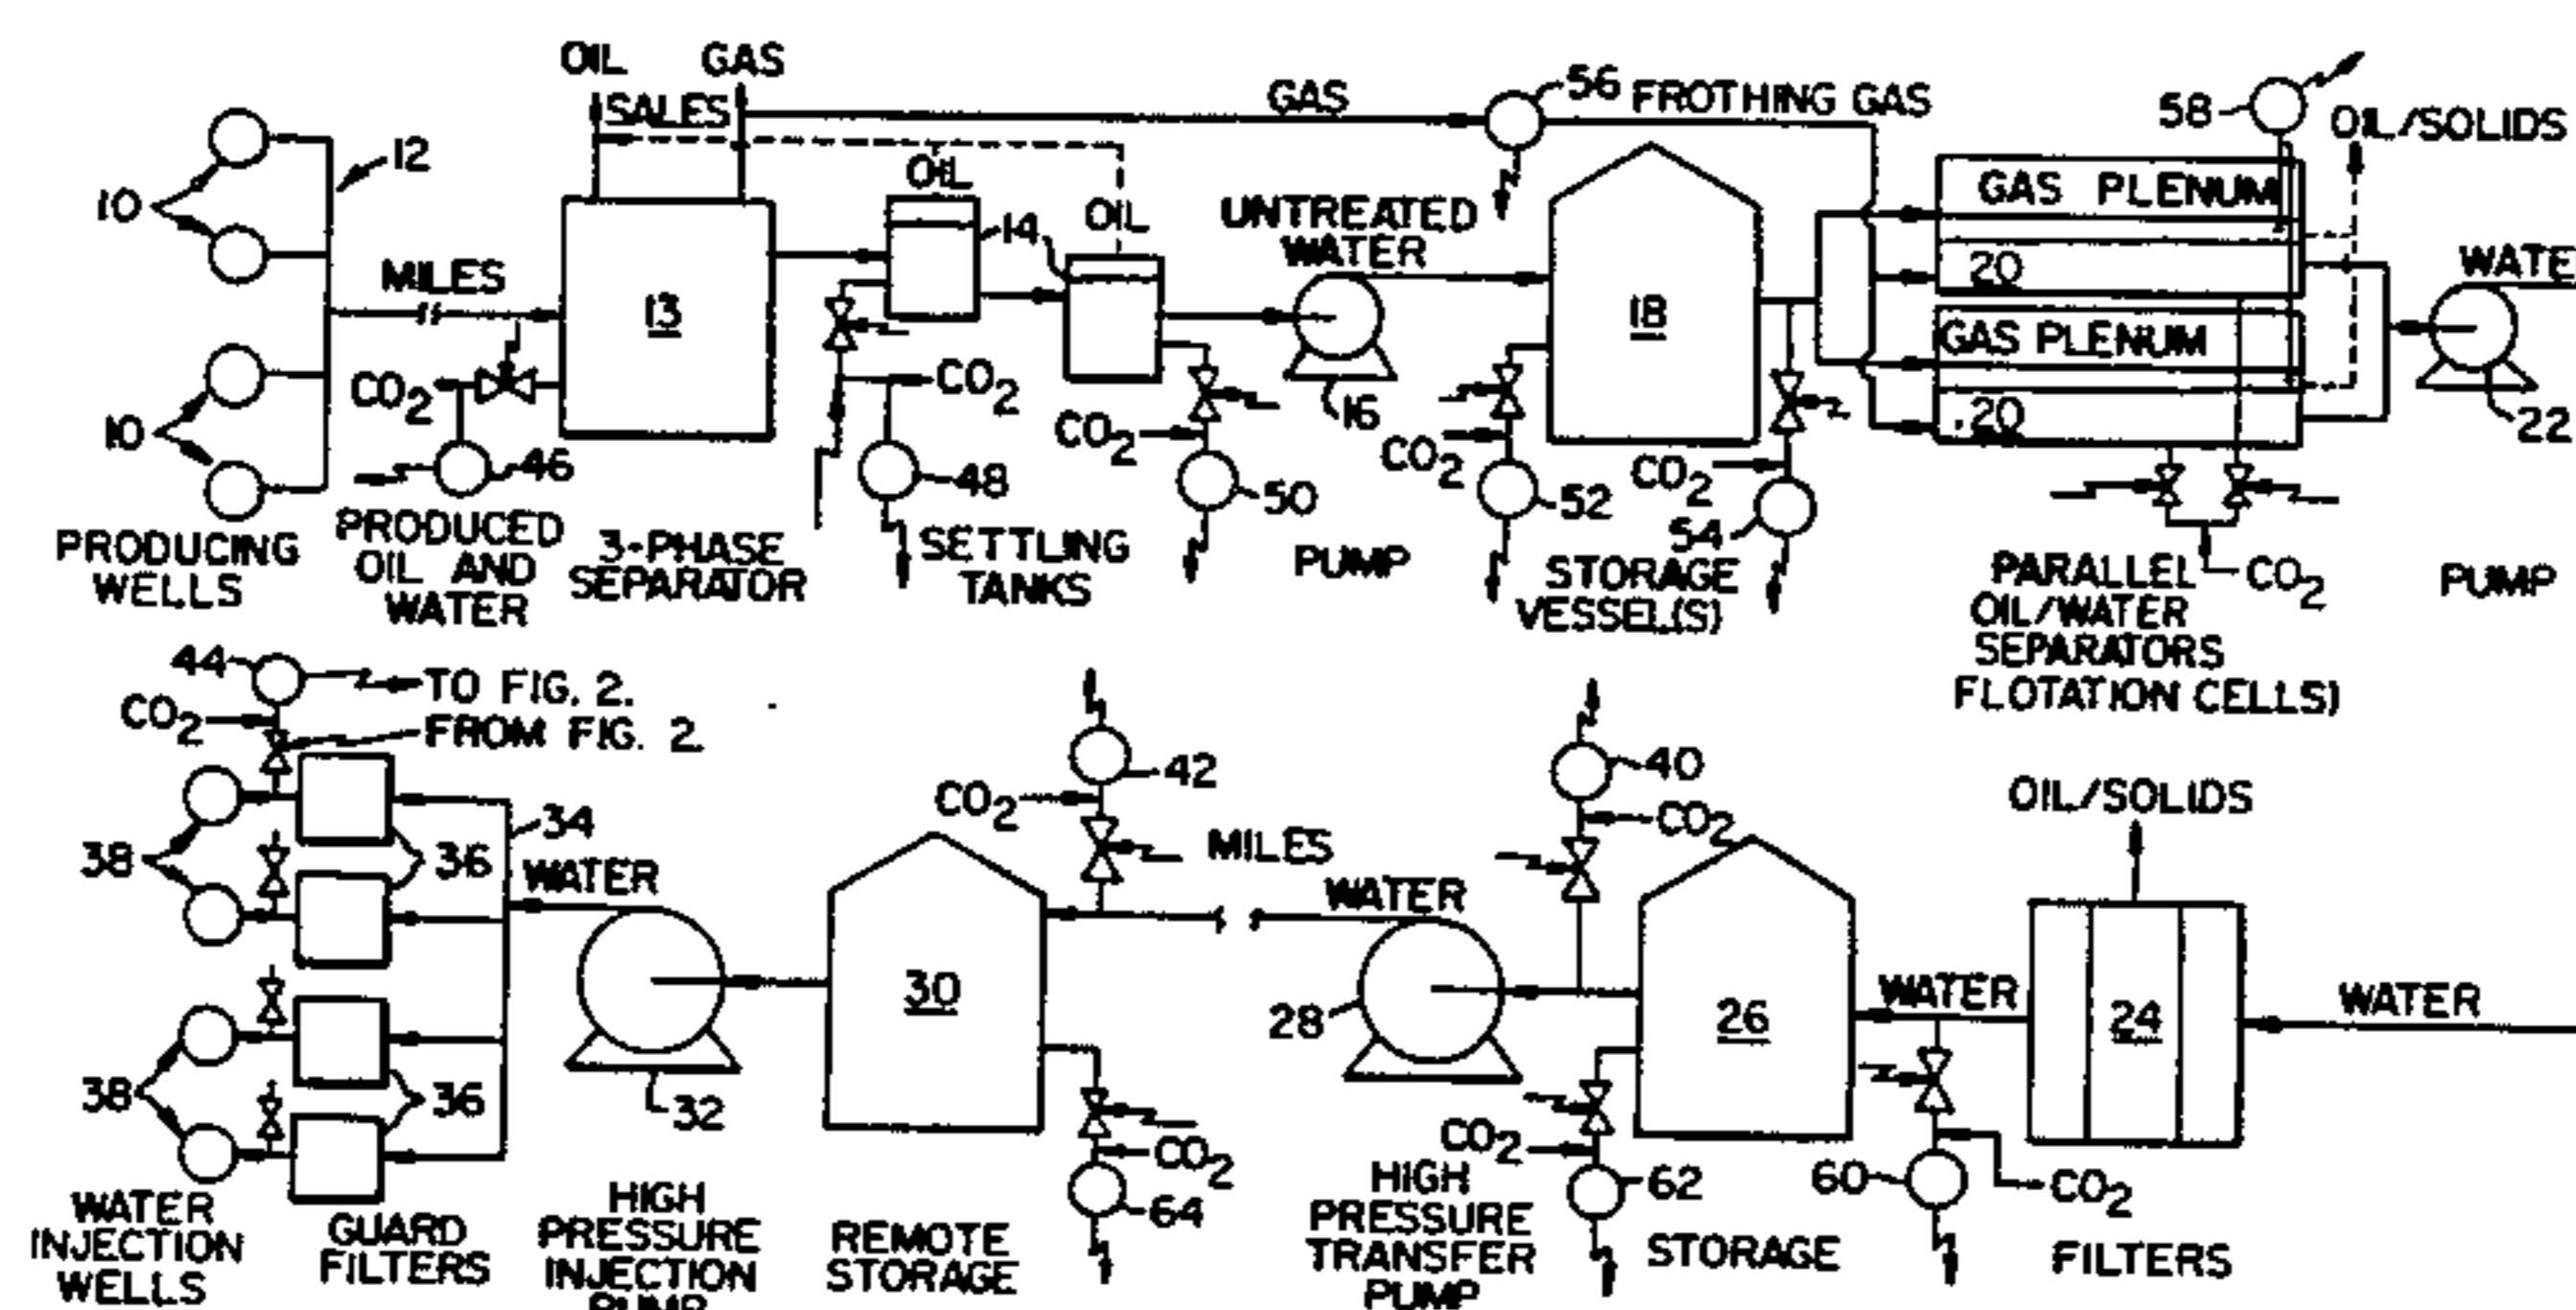 OIL GAS
SALES
GAS
56 FROTHING GAS
58
OIL/SOLIDS
10
12
OIL
14
OIL
UNTREATED
WATER
GAS PLENUM
20
WATE
MILES
13
18
GAS PLENUM
20
CO2
CO2
CO2
CO2
CO2
16
22
46
48
50
52
54
10
PRODUCING
WELLS
PRODUCED
OIL AND
WATER
3-PHASE
SEPARATOR
SETTLING
TANKS
PUMP
STORAGE
VESSEL(S)
PARALLEL
OIL/WATER
SEPARATORS
FLOTATION CELLS)
CO2
PUMP
44
TO FIG. 2.
CO2
FROM FIG. 2.
42
CO2
40
CO2
OIL/SOLIDS
38
36
34
WATER
MILES
WATER
30
28
26
WATER
24
WATER
38
36
32
CO2
64
CO2
62
60
CO2
WATER
INJECTION
WELLS
GUARD
FILTERS
HIGH
PRESSURE
INJECTION
PUMP
REMOTE
STORAGE
HIGH
PRESSURE
TRANSFER
PUMP
STORAGE
FILTERS